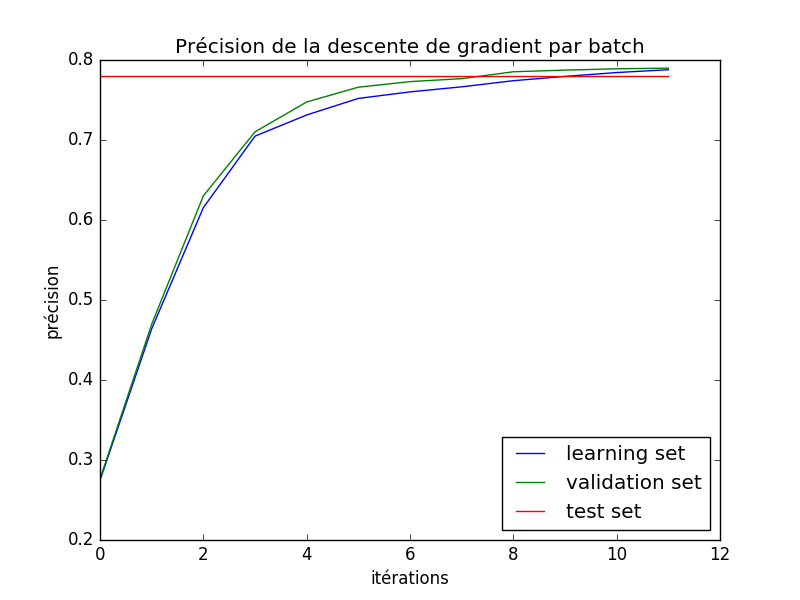 Précision de la descente de gradient par batch
0.8
0.7
0.6
0.5
0.4
0.3
0.2
précision
0 2 4 6 8 10 12
itérations
learning set
validation set
test set